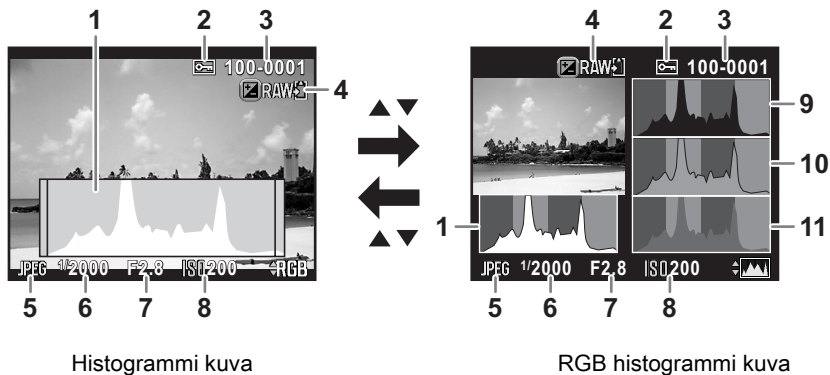 1 2 3
100-0001
RAW
4
JPEG 1/2000 F2.8 ISO200 RGB
5 6 7 8
Histogrammi kuva
4 2 3
RAW 100-0001
9
10
1 11
JPEG 1/2000 F2.8 ISO200
5 6 7 8
RGB histogrammi kuva